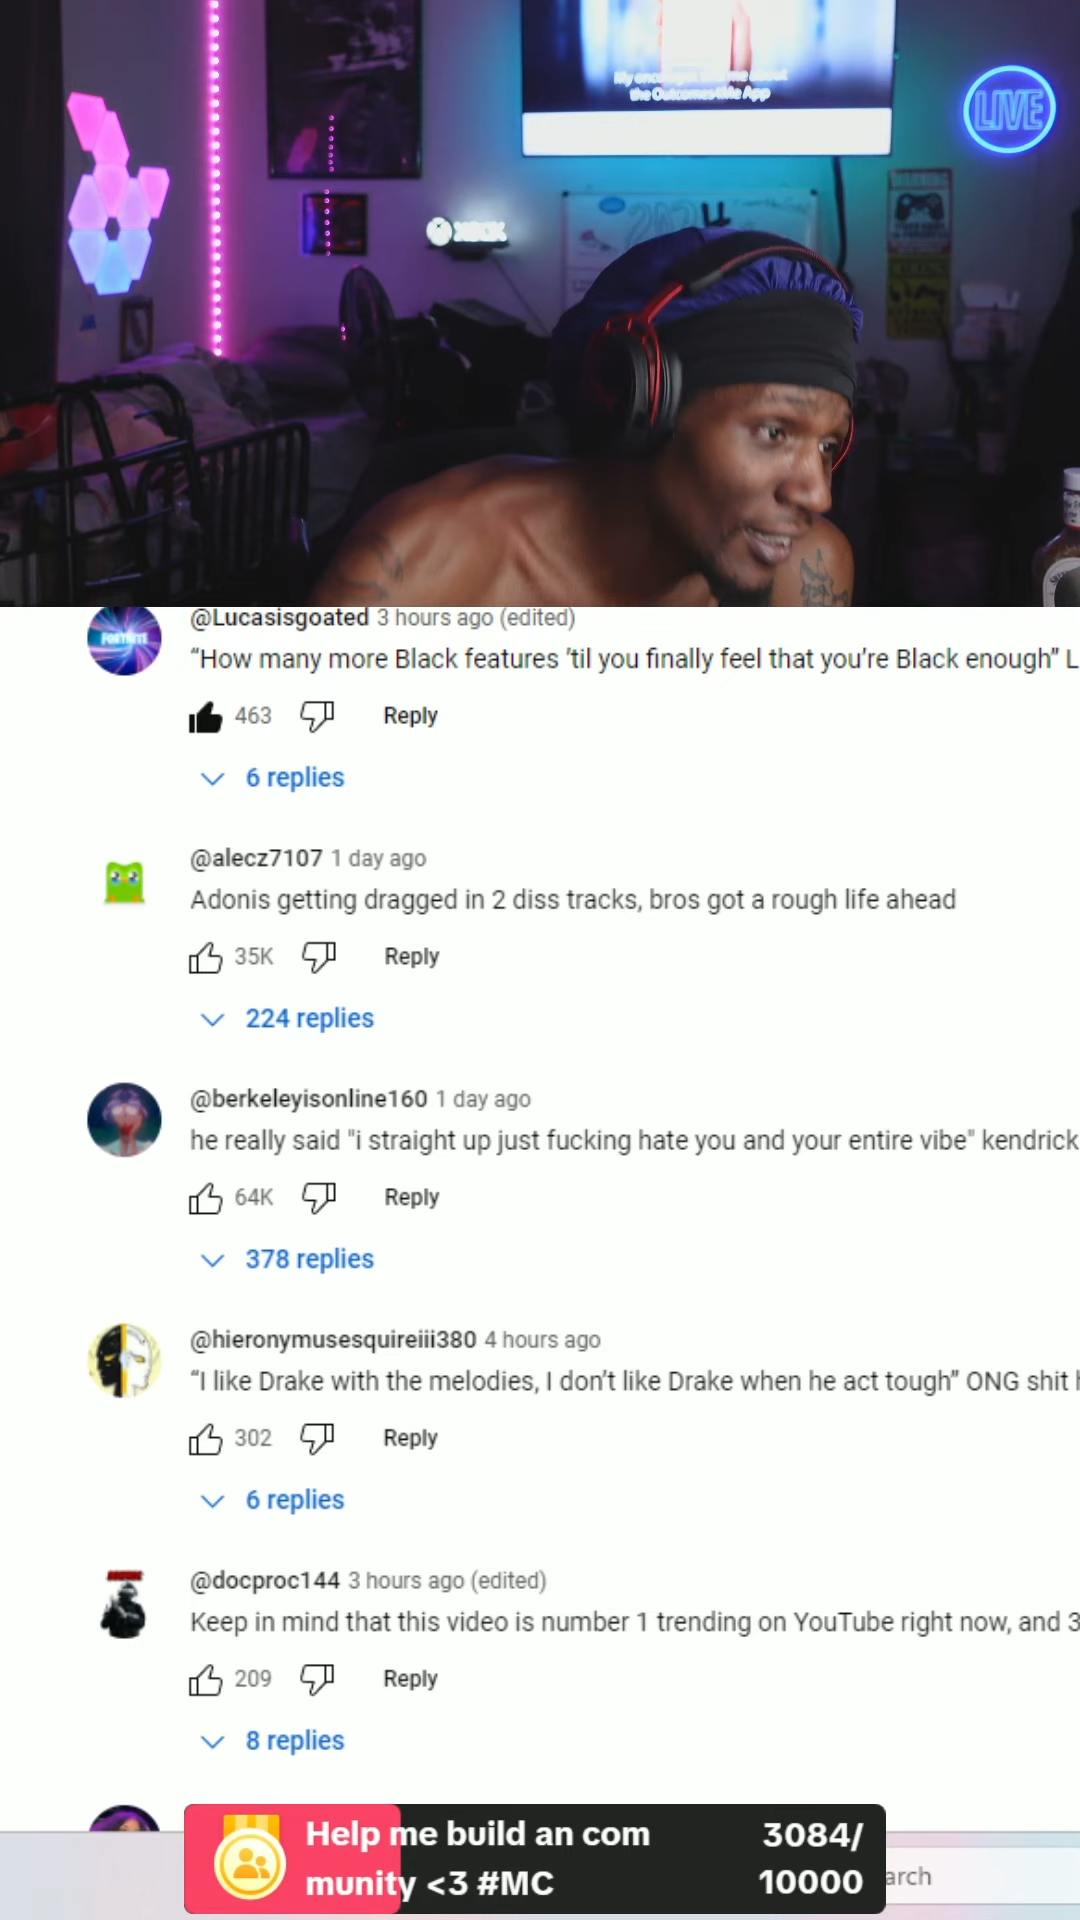 the OutcomesMe App
LIVE
XBOX
@Lucasisgoated 3 hours ago (edited)
“How many more Black features ’til you finally feel that you’re Black enough” L
463 Reply
6 replies
@alecz7107 1 day ago
Adonis getting dragged in 2 diss tracks, bros got a rough life ahead
35K Reply
224 replies
@berkeleyisonline160 1 day ago
he really said "i straight up just fucking hate you and your entire vibe" kendrick
64K Reply
378 replies
@hieronymusesquireiii380 4 hours ago
“I like Drake with the melodies, I don’t like Drake when he act tough” ONG shit
302 Reply
6 replies
@docproc144 3 hours ago (edited)
Keep in mind that this video is number 1 trending on YouTube right now, and 3
209 Reply
8 replies
Help me build an com
munity <3 #MC
3084/
10000
arch